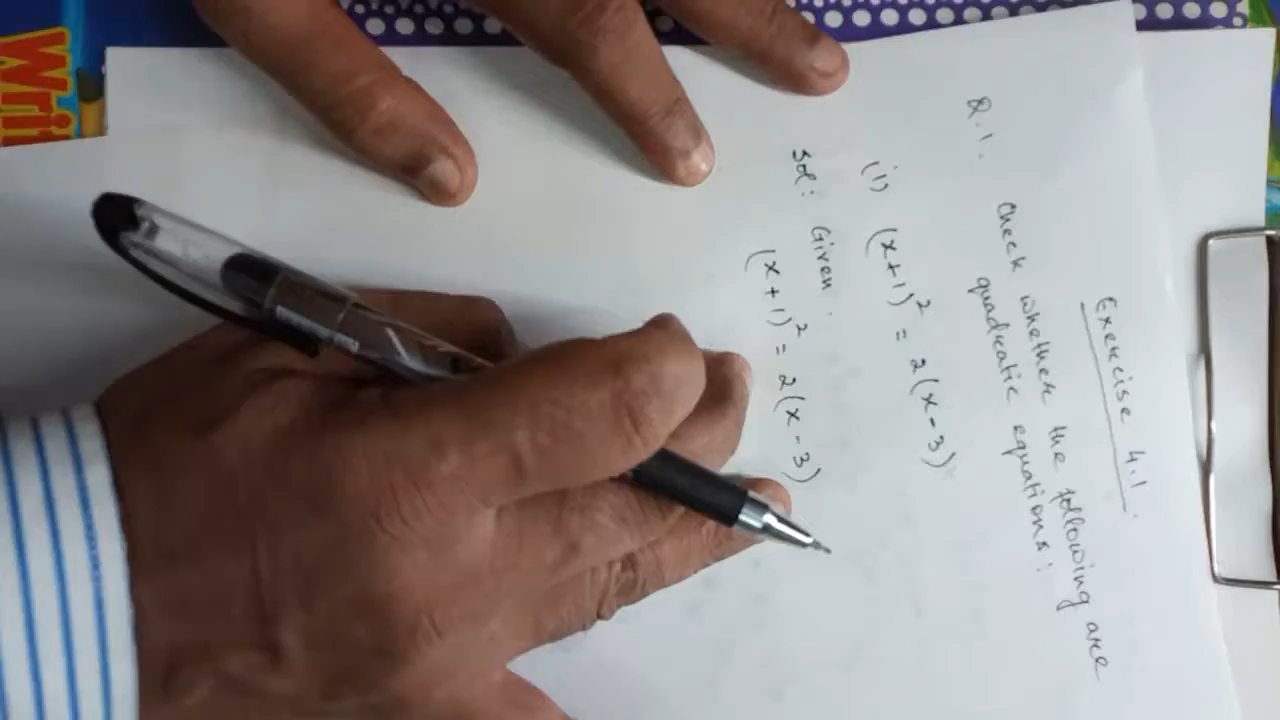 Exercise 4.1.
Q.1. Check whether the following are
quadratic equations:
(i) (x+1)² = 2(x-3)
Sol: Given.
(x+1)² = 2(x-3)